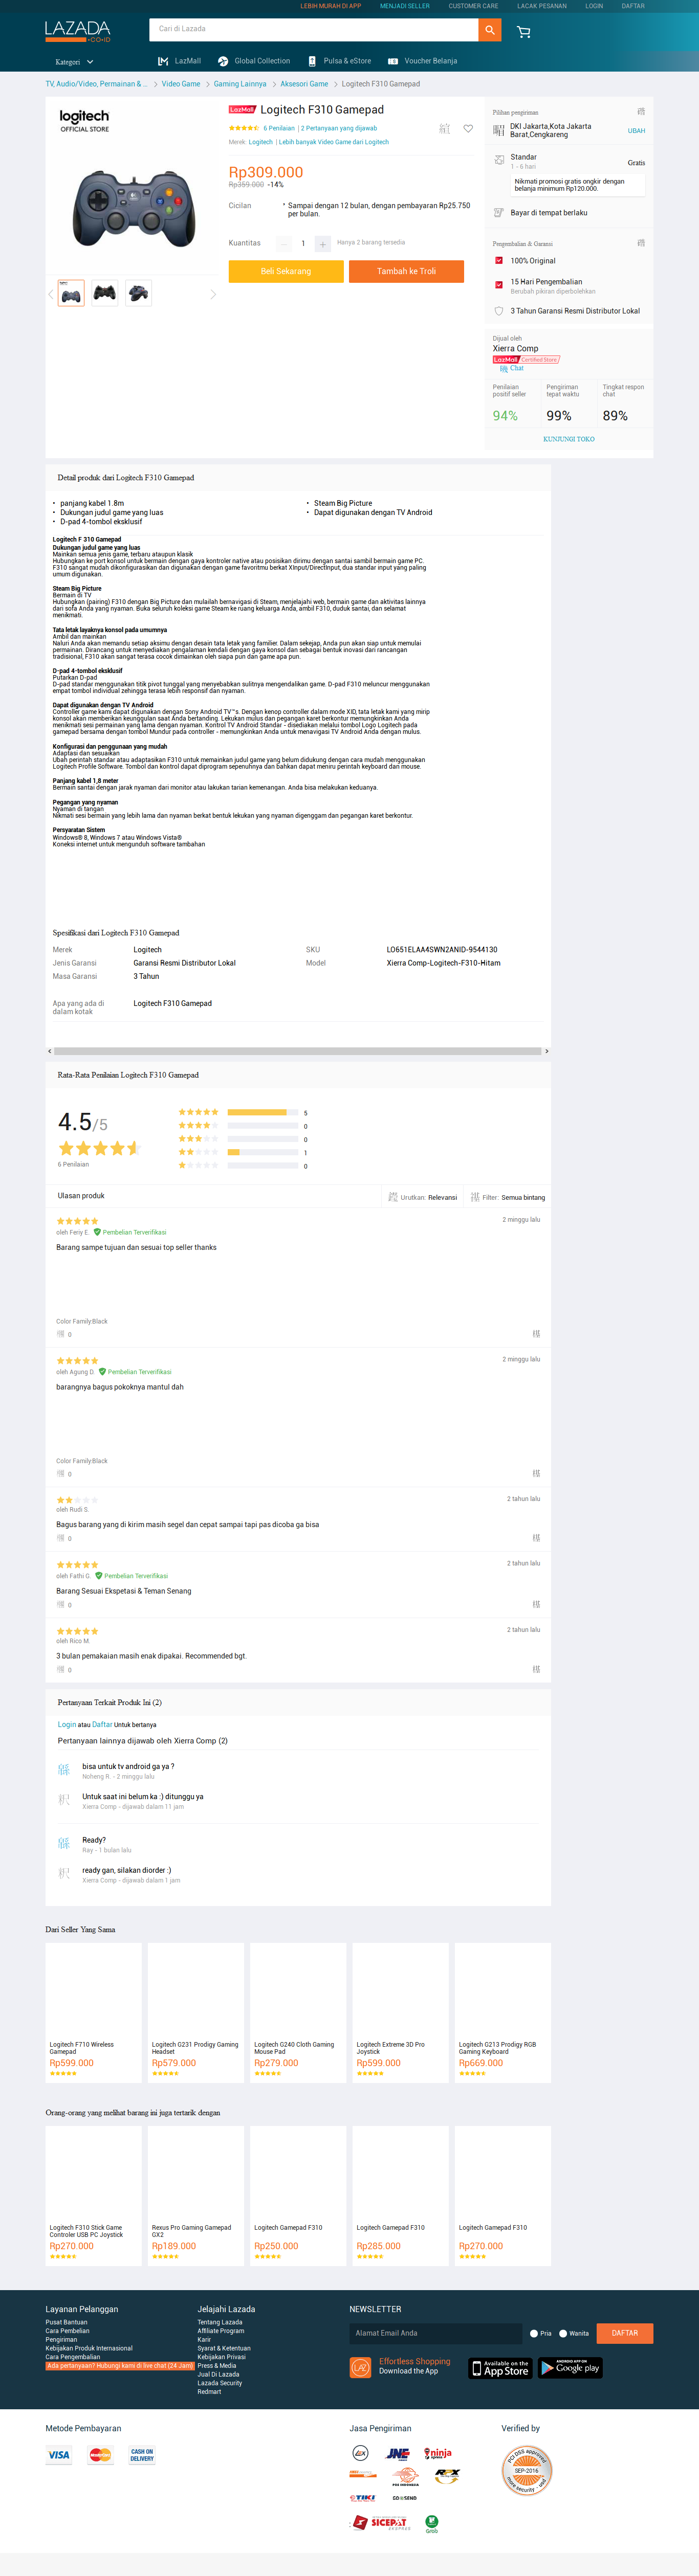 LEBIH MURAH DI APP MENJADI SELLER CUSTOMER CARE LACAK PESANAN LOGIN DAFTAR
LAZADA
.CO.ID
Cari di Lazada
Kategori LazMall Global Collection Pulsa & eStore Voucher Belanja
TV, Audio/Video, Permainan & ... Video Game Gaming Lainnya Aksesori Game Logitech F310 Gamepad
logitech
OFFICIAL STORE
LazMall Logitech F310 Gamepad
6 Penilaian | 2 Pertanyaan yang dijawab
Merek: Logitech | Lebih banyak Video Game dari Logitech
Rp309.000
Rp359.000 -14%
Cicilan
* Sampai dengan 12 bulan, dengan pembayaran Rp25.750
per bulan.
Kuantitas 1 Hanya 2 barang tersedia
Beli Sekarang Tambah ke Troli
Pilihan pengiriman
DKI Jakarta,Kota Jakarta
Barat,Cengkareng
UBAH
Standar
1 - 6 hari
Gratis
Nikmati promosi gratis ongkir dengan
belanja minimum Rp120.000.
Bayar di tempat berlaku
Pengembalian & Garansi
100% Original
15 Hari Pengembalian
Berubah pikiran diperbolehkan
3 Tahun Garansi Resmi Distributor Lokal
Dijual oleh
Xierra Comp
LazMall Certified Store
Chat
Penilaian
positif seller
94%
Pengiriman
tepat waktu
99%
Tingkat respon
chat
89%
KUNJUNGI TOKO
Detail produk dari Logitech F310 Gamepad
• panjang kabel 1.8m
• Steam Big Picture
• Dukungan judul game yang luas
• Dapat digunakan dengan TV Android
• D-pad 4-tombol eksklusif
Logitech F 310 Gamepad
Dukungan judul game yang luas
Mainkan semua jenis game, terbaru ataupun klasik
Hubungkan ke port konsol untuk bermain dengan gaya kontroler native atau posisikan dirimu dengan santai sambil bermain game PC.
F310 sangat mudah dikonfigurasikan dan digunakan dengan game favoritmu berkat XInput/DirectInput, dua standar input yang paling
umum digunakan.
Steam Big Picture
Bermain di TV
Hubungkan (pairing) F310 dengan Big Picture dan mulailah bernavigasi di Steam, menjelajahi web, bermain game dan aktivitas lainnya
dari sofa Anda yang nyaman. Buka seluruh koleksi game Steam ke ruang keluarga Anda, ambil F310, duduk santai, dan selamat
menikmati.
Tata letak layaknya konsol pada umumnya
Ambil dan mainkan
Naluri Anda akan memandu setiap aksimu dengan desain tata letak yang familier. Dalam sekejap, Anda pun akan siap untuk memulai
permainan. Dirancang untuk menyediakan pengalaman kendali dengan gaya konsol dan sebagai bentuk inovasi dari rancangan
tradisional, F310 akan sangat terasa cocok dimainkan oleh siapa pun dan game apa pun.
D-pad 4-tombol eksklusif
Putarkan D-pad
D-pad standar menggunakan titik pivot tunggal yang menyebabkan sulitnya mengendalikan game. D-pad F310 meluncur menggunakan
empat tombol individual zehingga terasa lebih responsif dan nyaman.
Dapat digunakan dengan TV Android
Controller game kami dapat digunakan dengan Sony Android TV™s. Dengan kenop controller dalam mode XID, tata letak kami yang mirip
konsol akan memberikan keunggulan saat Anda bertanding. Lekukan mulus dan pegangan karet berkontur memungkinkan Anda
menikmati sesi permainan yang lama dengan nyaman. Kontrol TV Android Standar - disediakan melalui tombol Logo Logitech pada
gamepad bersama dengan tombol Mundur pada controller - memungkinkan Anda untuk menavigasi TV Android Anda dengan mulus.
Konfigurasi dan penggunaan yang mudah
Adaptasi dan sesuaikan
Ubah perintah standar atau adaptasikan F310 untuk memainkan judul game yang belum didukung dengan cara mudah menggunakan
Logitech Profile Software. Tombol dan kontrol dapat diprogram sepenuhnya dan bahkan dapat meniru perintah keyboard dan mouse.
Panjang kabel 1,8 meter
Bermain santai dengan jarak nyaman dari monitor atau lakukan tarian kemenangan. Anda bisa melakukan keduanya.
Pegangan yang nyaman
Nyaman di tangan
Nikmati sesi bermain yang lebih lama dan nyaman berkat bentuk lekukan yang nyaman digenggam dan pegangan karet berkontur.
Persyaratan Sistem
Windows® 8, Windows 7 atau Windows Vista®
Koneksi internet untuk mengunduh software tambahan
Spesifikasi dari Logitech F310 Gamepad
Merek Logitech SKU LO651ELAA4SWN2ANID-9544130
Jenis Garansi Garansi Resmi Distributor Lokal Model Xierra Comp-Logitech-F310-Hitam
Masa Garansi 3 Tahun
Apa yang ada di
dalam kotak
Logitech F310 Gamepad
Rata-Rata Penilaian Logitech F310 Gamepad
4.5/5
6 Penilaian
5
0
0
1
0
Ulasan produk Urutkan: Relevansi Filter: Semua bintang
2 minggu lalu
oleh Feny E. Pembelian Terverifikasi
Barang sampe tujuan dan sesuai top seller thanks
Color Family:Black
0
2 minggu lalu
oleh Agung D. Pembelian Terverifikasi
barangnya bagus pokoknya mantul dah
Color Family:Black
0
2 tahun lalu
oleh Rudi S.
Bagus barang yang di kirim masih segel dan cepat sampai tapi pas dicoba ga bisa
0
2 tahun lalu
oleh Fathi G. Pembelian Terverifikasi
Barang Sesuai Ekspetasi & Teman Senang
0
2 tahun lalu
oleh Rico M.
3 bulan pemakaian masih enak dipakai. Recommended bgt.
0
Pertanyaan Terkait Produk Ini (2)
Login atau Daftar Untuk bertanya
Pertanyaan lainnya dijawab oleh Xierra Comp (2)
bisa untuk tv android ga ya ?
Noheng R. - 2 minggu lalu
Untuk saat ini belum ka :) ditunggu ya
Xierra Comp - dijawab dalam 11 jam
Ready?
Ray - 1 bulan lalu
ready gan, silakan diorder :)
Xierra Comp - dijawab dalam 1 jam
Dari Seller Yang Sama
Logitech F710 Wireless
Gamepad
Rp599.000
Logitech G231 Prodigy Gaming
Headset
Rp579.000
Logitech G240 Cloth Gaming
Mouse Pad
Rp279.000
Logitech Extreme 3D Pro
Joystick
Rp599.000
Logitech G213 Prodigy RGB
Gaming Keyboard
Rp669.000
Orang-orang yang melihat barang ini juga tertarik dengan
Logitech F310 Stick Game
Controler USB PC Joystick
Rp270.000
Rexus Pro Gaming Gamepad
GX2
Rp189.000
Logitech Gamepad F310
Rp250.000
Logitech Gamepad F310
Rp285.000
Logitech Gamepad F310
Rp270.000
Layanan Pelanggan
Pusat Bantuan
Cara Pembelian
Pengiriman
Kebijakan Produk Internasional
Cara Pengembalian
Ada pertanyaan? Hubungi kami di live chat (24 Jam)
Jelajahi Lazada
Tentang Lazada
Affiliate Program
Karir
Syarat & Ketentuan
Kebijakan Privasi
Press & Media
Jual Di Lazada
Lazada Security
Redmart
NEWSLETTER
Alamat Email Anda Pria Wanita DAFTAR
LAZ
Effortless Shopping
Download the App
Available on the
App Store
ANDROID APP ON
Google play
Metode Pembayaran
VISA
MasterCard
CASH ON
DELIVERY
Jasa Pengiriman
LEX
JNE
ninja
POS INDONESIA
RPX
TIKI
GO-SEND
SICEPAT
EKSPRES
Grab
Verified by
PCI DSS approved
SEP-2016
more security - usd